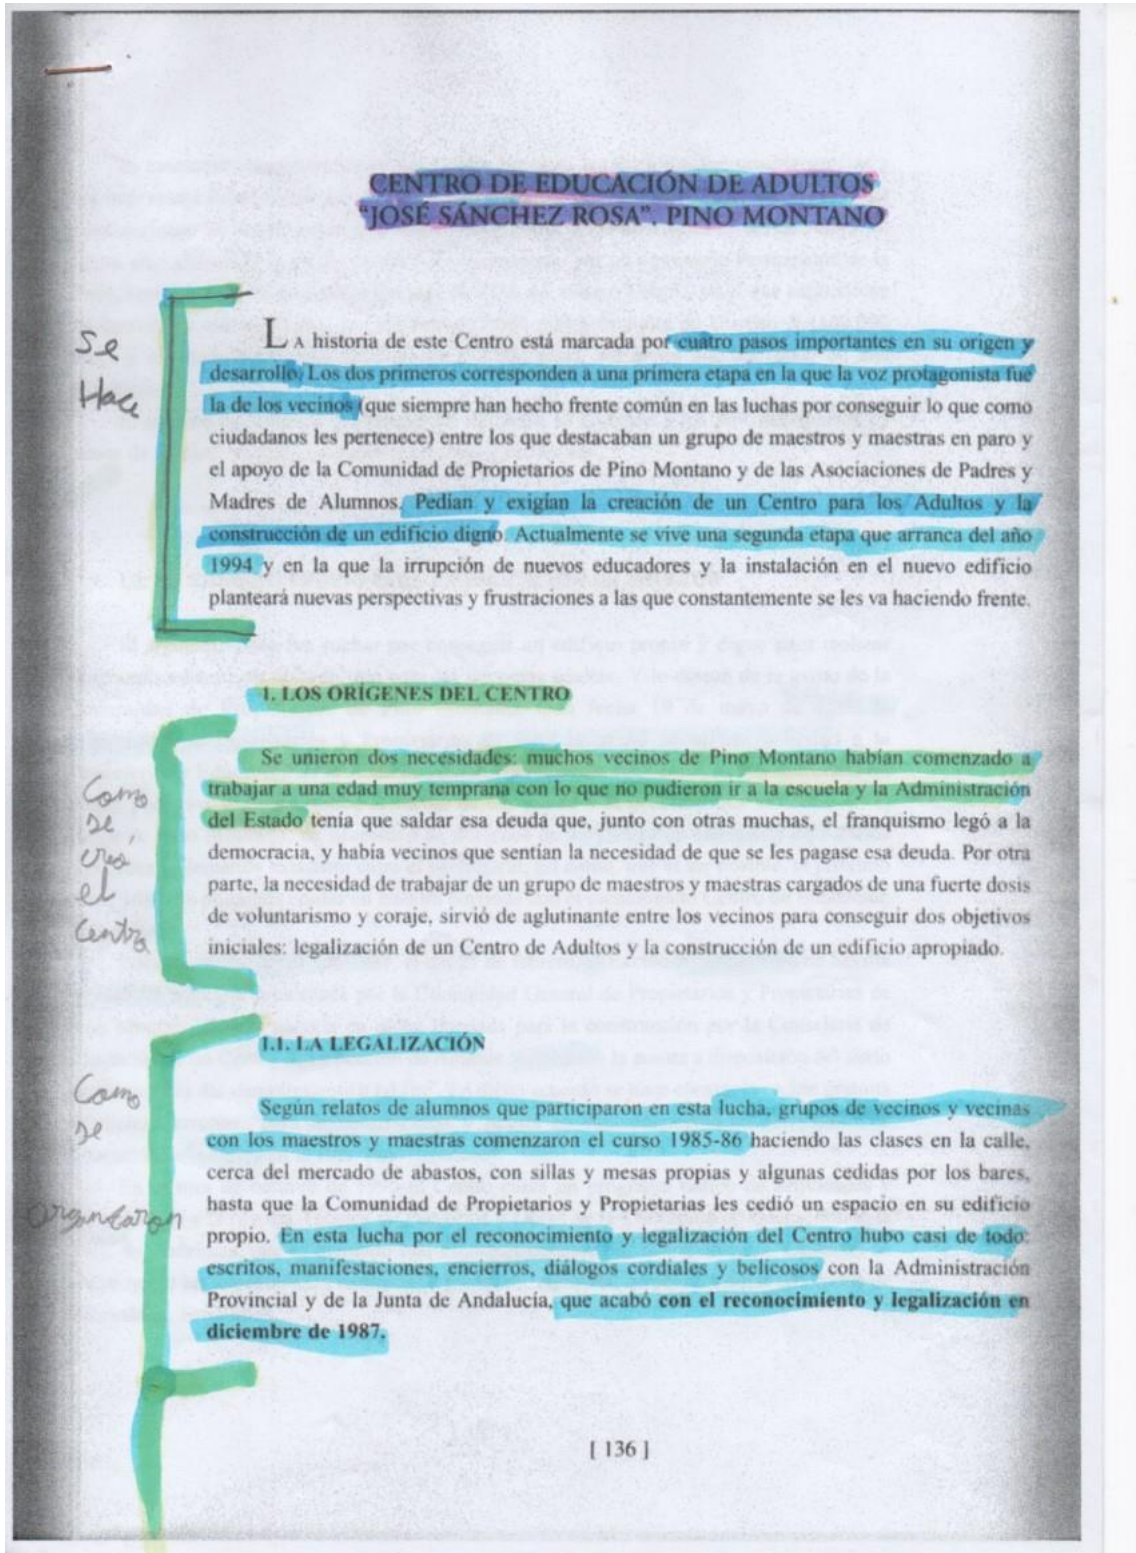 CENTRO DE EDUCACIÓN DE ADULTOS
"JOSÉ SÁNCHEZ ROSA". PINO MONTANO
Se
Hace
LA historia de este Centro está marcada por cuatro pasos importantes en su origen y
desarrollo. Los dos primeros corresponden a una primera etapa en la que la voz protagonista fue
la de los vecinos (que siempre han hecho frente común en las luchas por conseguir lo que como
ciudadanos les pertenece) entre los que destacaban un grupo de maestros y maestras en paro y
el apoyo de la Comunidad de Propietarios de Pino Montano y de las Asociaciones de Padres y
Madres de Alumnos. Pedían y exigían la creación de un Centro para los Adultos y la
construcción de un edificio digno. Actualmente se vive una segunda etapa que arranca del año
1994 y en la que la irrupción de nuevos educadores y la instalación en el nuevo edificio
planteará nuevas perspectivas y frustraciones a las que constantemente se les va haciendo frente.
1. LOS ORÍGENES DEL CENTRO
Como
se
creó
el
Centro
Se unieron dos necesidades: muchos vecinos de Pino Montano habían comenzado a
trabajar a una edad muy temprana con lo que no pudieron ir a la escuela y la Administración
del Estado tenía que saldar esa deuda que, junto con otras muchas, el franquismo legó a la
democracia, y había vecinos que sentían la necesidad de que se les pagase esa deuda. Por otra
parte, la necesidad de trabajar de un grupo de maestros y maestras cargados de una fuerte dosis
de voluntarismo y coraje, sirvió de aglutinante entre los vecinos para conseguir dos objetivos
iniciales: legalización de un Centro de Adultos y la construcción de un edificio apropiado.
1.1. LA LEGALIZACIÓN
Como
se
organizaron
Según relatos de alumnos que participaron en esta lucha, grupos de vecinos y vecinas
con los maestros y maestras comenzaron el curso 1985-86 haciendo las clases en la calle,
cerca del mercado de abastos, con sillas y mesas propias y algunas cedidas por los bares,
hasta que la Comunidad de Propietarios y Propietarias les cedió un espacio en su edificio
propio. En esta lucha por el reconocimiento y legalización del Centro hubo casi de todo:
escritos, manifestaciones, encierros, diálogos cordiales y belicosos con la Administración
Provincial y de la Junta de Andalucía, que acabó con el reconocimiento y legalización en
diciembre de 1987.
[ 136 ]